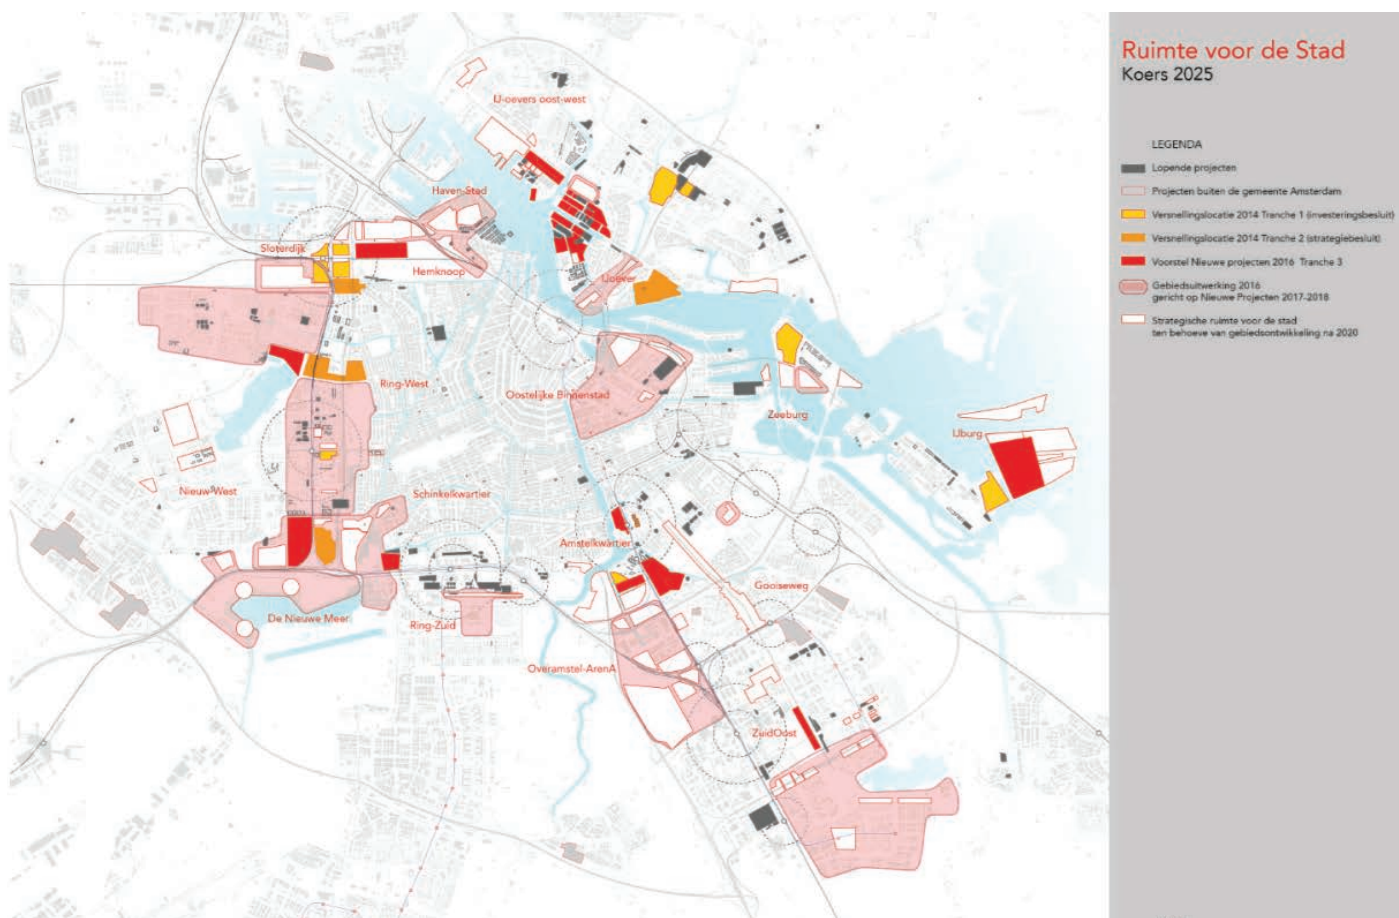 Ruimte voor de Stad
Koers 2025
LEGENDA
Lopende projecten
Projecten buiten de gemeente Amsterdam
Versnellingslocatie 2014 Tranche 1 (investeringsbesluit)
Versnellingslocatie 2014 Tranche 2 (strategiebesluit)
Voorstel Nieuwe projecten 2016 Tranche 3
Gebiedsuitwerking 2016
gericht op Nieuwe Projecten 2017-2018
Strategische ruimte voor de stad
ten behoeve van gebiedsontwikkeling na 2020
IJ-oevers oost-west
Haven-Stad
Sloterdijk
Hemknoop
IJoever
Ring-West
Oostelijke Binnenstad
Zeeburg
IJburg
Nieuw-West
Schinkelkwartier
Amstelkwartier
Gooiseweg
De Nieuwe Meer
Ring-Zuid
Overamstel-ArenA
ZuidOost